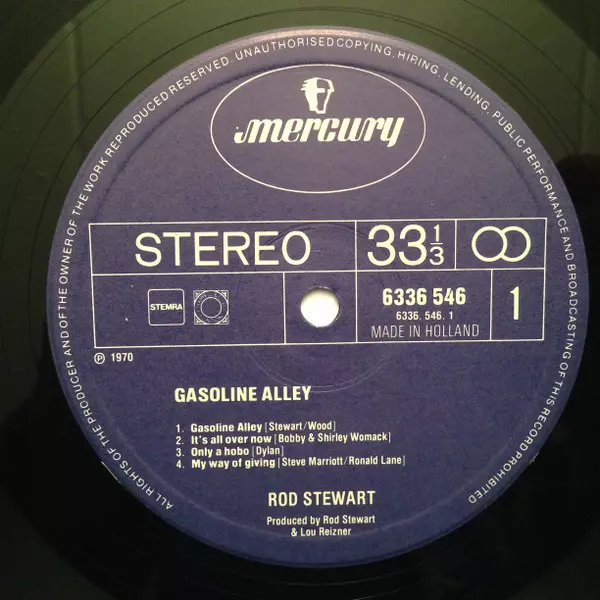 ALL RIGHTS OF THE PRODUCER AND OF THE OWNER OF THE WORK REPRODUCED RESERVED. UNAUTHORISED COPYING, HIRING, LENDING, PUBLIC PERFORMANCE AND BROADCASTING OF THIS RECORD PROHIBITED
mercury
STEREO 33 1/3
STEMRA
6336 546
6336. 546. 1
MADE IN HOLLAND
1
℗ 1970
GASOLINE ALLEY
1. Gasoline Alley [Stewart/Wood]
2. It's all over now [Bobby & Shirley Womack]
3. Only a hobo [Dylan]
4. My way of giving [Steve Marriott/Ronald Lane]
ROD STEWART
Produced by Rod Stewart
& Lou Reizner